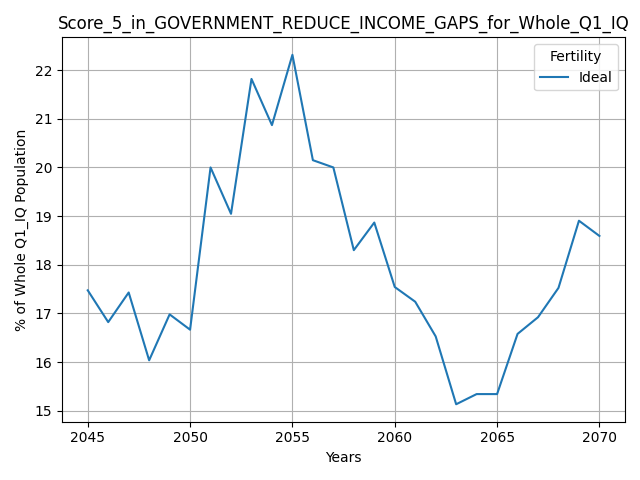 Score_5_in_GOVERNMENT_REDUCE_INCOME_GAPS_for_Whole_Q1_IQ
Fertility
Ideal
% of Whole Q1_IQ Population
22
21
20
19
18
17
16
15
2045 2050 2055 2060 2065 2070
Years